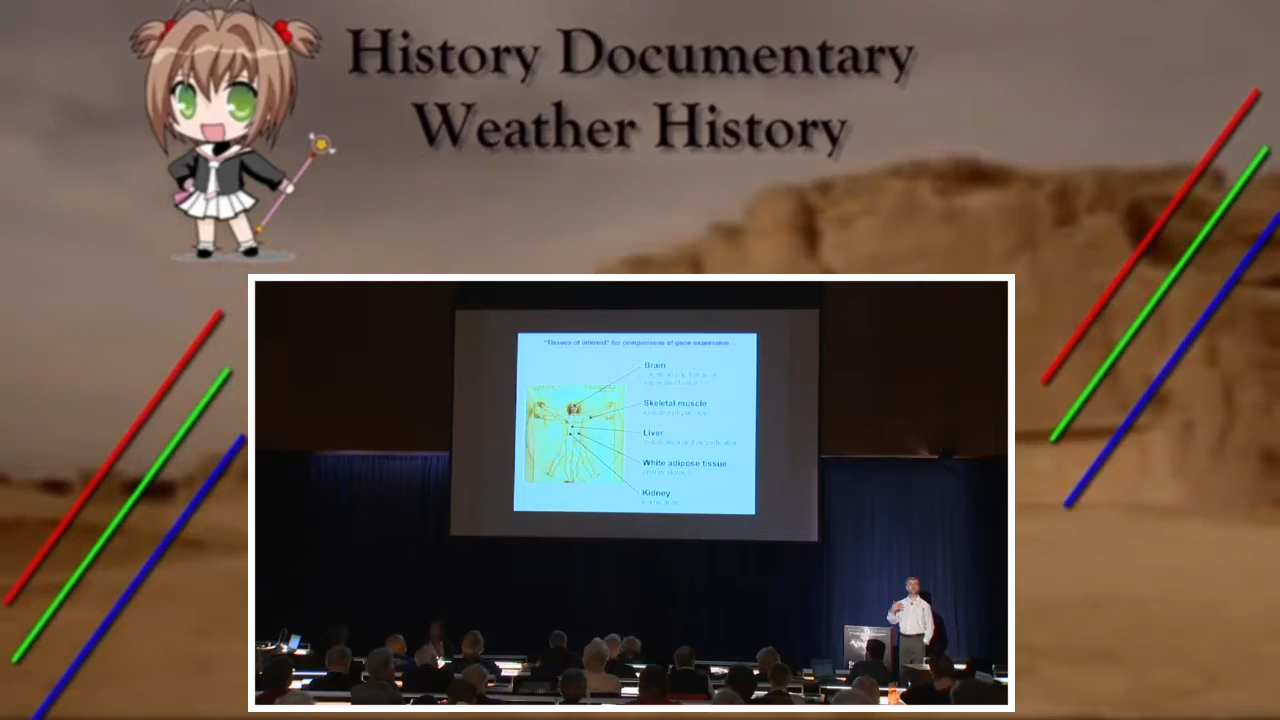 History Documentary
Weather History
"Tissues of interest" for comparisons of gene expression
Brain
Skeletal muscle
Liver
White adipose tissue
Kidney